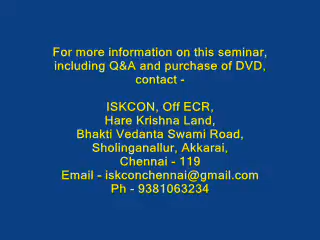 For more information on this seminar,
including Q&A and purchase of DVD,
contact -
ISKCON, Off ECR,
Hare Krishna Land,
Bhakti Vedanta Swami Road,
Sholinganallur, Akkarai,
Chennai - 119
Email - iskconchennai@gmail.com
Ph - 9381063234